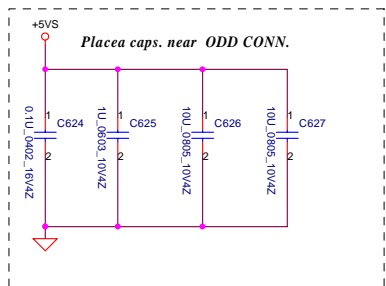 +5VS
Placea caps. near ODD CONN.
1
C624
2
0.1U_0402_16V4Z
1
C625
2
1U_0603_10V4Z
1
C626
2
10U_0805_10V4Z
1
C627
2
10U_0805_10V4Z